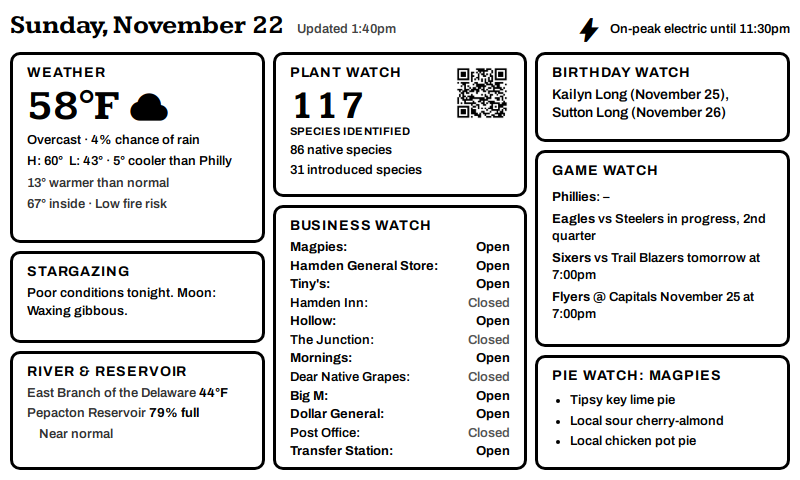 Sunday, November 22
Updated 1:40pm
On-peak electric until 11:30pm
WEATHER
58°F
Overcast · 4% chance of rain
H: 60° L: 43° · 5° cooler than Philly
13° warmer than normal
67° inside · Low fire risk
STARGAZING
Poor conditions tonight. Moon:
Waxing gibbous.
RIVER & RESERVOIR
East Branch of the Delaware 44°F
Pepacton Reservoir 79% full
Near normal
PLANT WATCH
117
SPECIES IDENTIFIED
86 native species
31 introduced species
BUSINESS WATCH
Magpies: Open
Hamden General Store: Open
Tiny's: Open
Hamden Inn: Closed
Hollow: Open
The Junction: Closed
Mornings: Open
Dear Native Grapes: Closed
Big M: Open
Dollar General: Open
Post Office: Closed
Transfer Station: Open
BIRTHDAY WATCH
Kailyn Long (November 25),
Sutton Long (November 26)
GAME WATCH
Phillies: –
Eagles vs Steelers in progress, 2nd
quarter
Sixers vs Trail Blazers tomorrow at
7:00pm
Flyers @ Capitals November 25 at
7:00pm
PIE WATCH: MAGPIES
• Tipsy key lime pie
• Local sour cherry-almond
• Local chicken pot pie